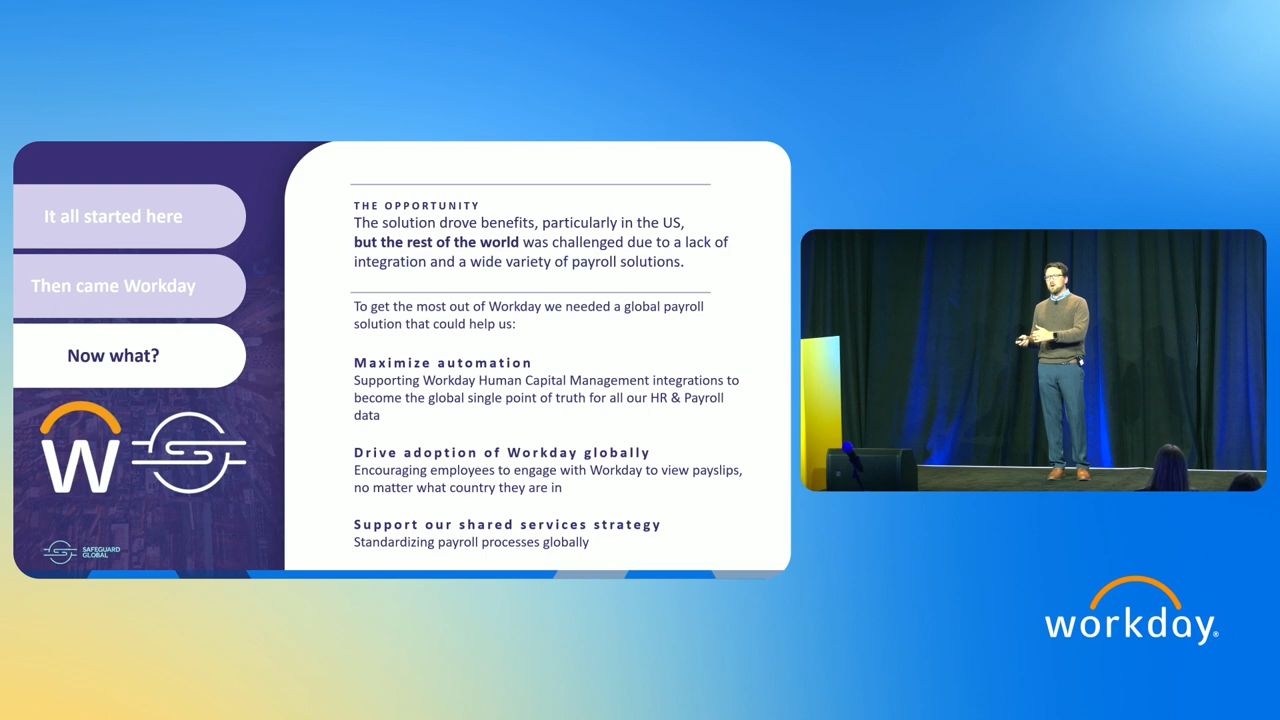 It all started here
Then came Workday
Now what?
W
SAFEGUARD
GLOBAL
THE OPPORTUNITY
The solution drove benefits, particularly in the US,
but the rest of the world was challenged due to a lack of
integration and a wide variety of payroll solutions.
To get the most out of Workday we needed a global payroll
solution that could help us:
Maximize automation
Supporting Workday Human Capital Management integrations to
become the global single point of truth for all our HR & Payroll
data
Drive adoption of Workday globally
Encouraging employees to engage with Workday to view payslips,
no matter what country they are in
Support our shared services strategy
Standardizing payroll processes globally
workday®